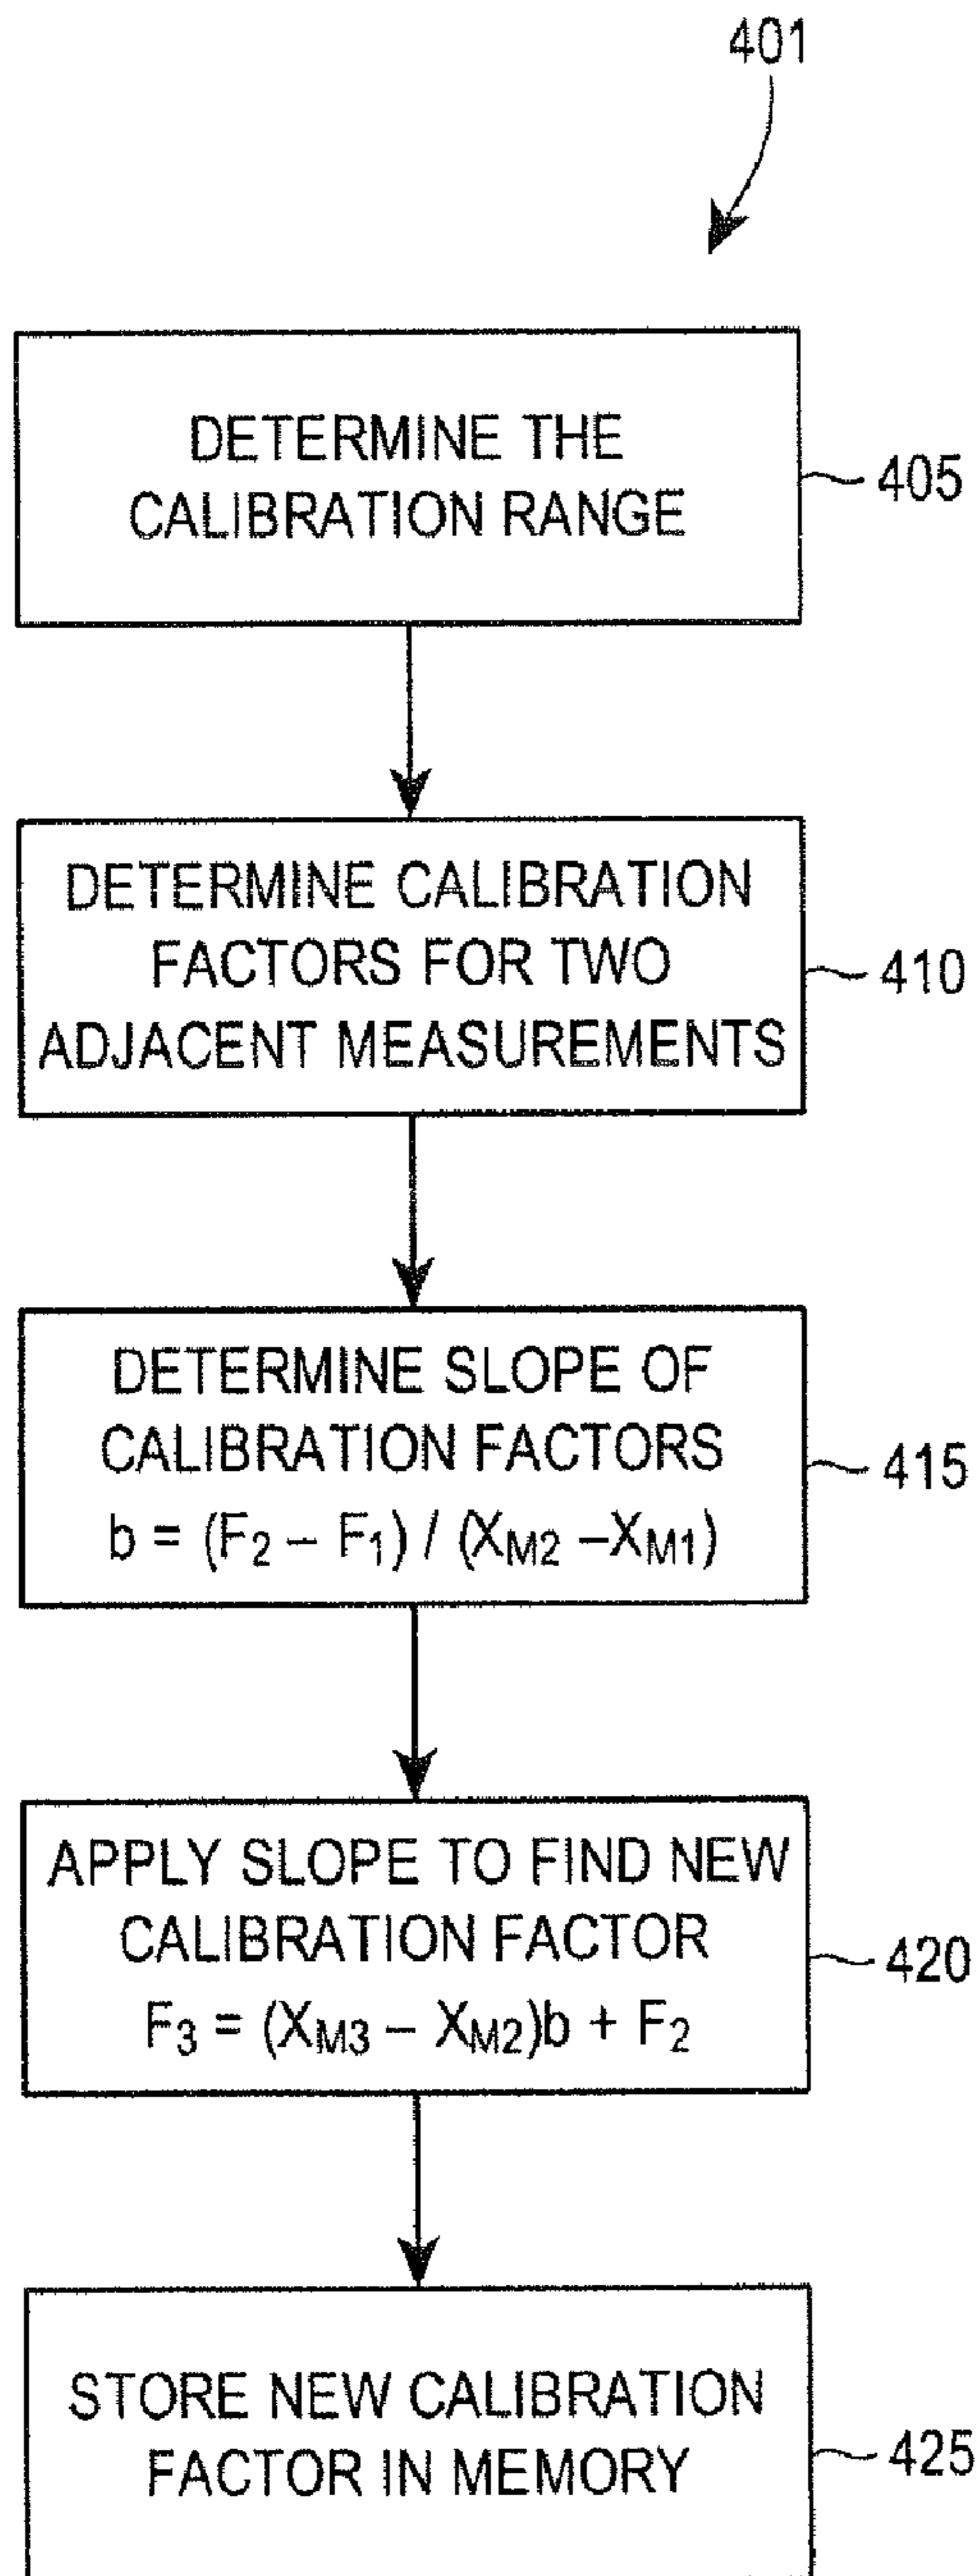 401
DETERMINE THE
CALIBRATION RANGE
405
DETERMINE CALIBRATION
FACTORS FOR TWO
ADJACENT MEASUREMENTS
410
DETERMINE SLOPE OF
CALIBRATION FACTORS
b = (F2 – F1) / (XM2 –XM1)
415
APPLY SLOPE TO FIND NEW
CALIBRATION FACTOR
F3 = (XM3 – XM2)b + F2
420
STORE NEW CALIBRATION
FACTOR IN MEMORY
425